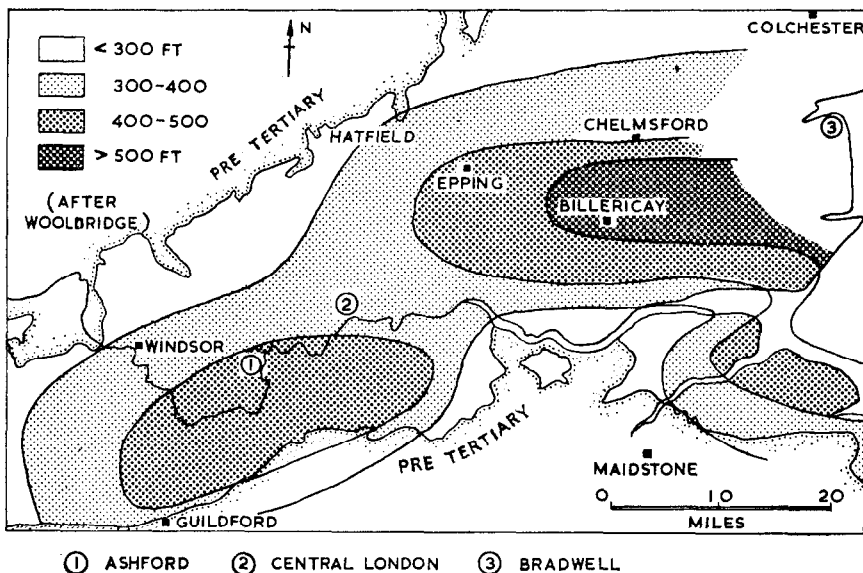 < 300 FT
300-400
400-500
> 500 FT
N
COLCHESTER
PRE TERTIARY
HATFIELD
CHELMSFORD
3
EPPING
(AFTER
WOOLBRIDGE)
BILLERICAY
2
WINDSOR
1
PRE TERTIARY
MAIDSTONE
0 10 20
MILES
GUILDFORD
1 ASHFORD 2 CENTRAL LONDON 3 BRADWELL